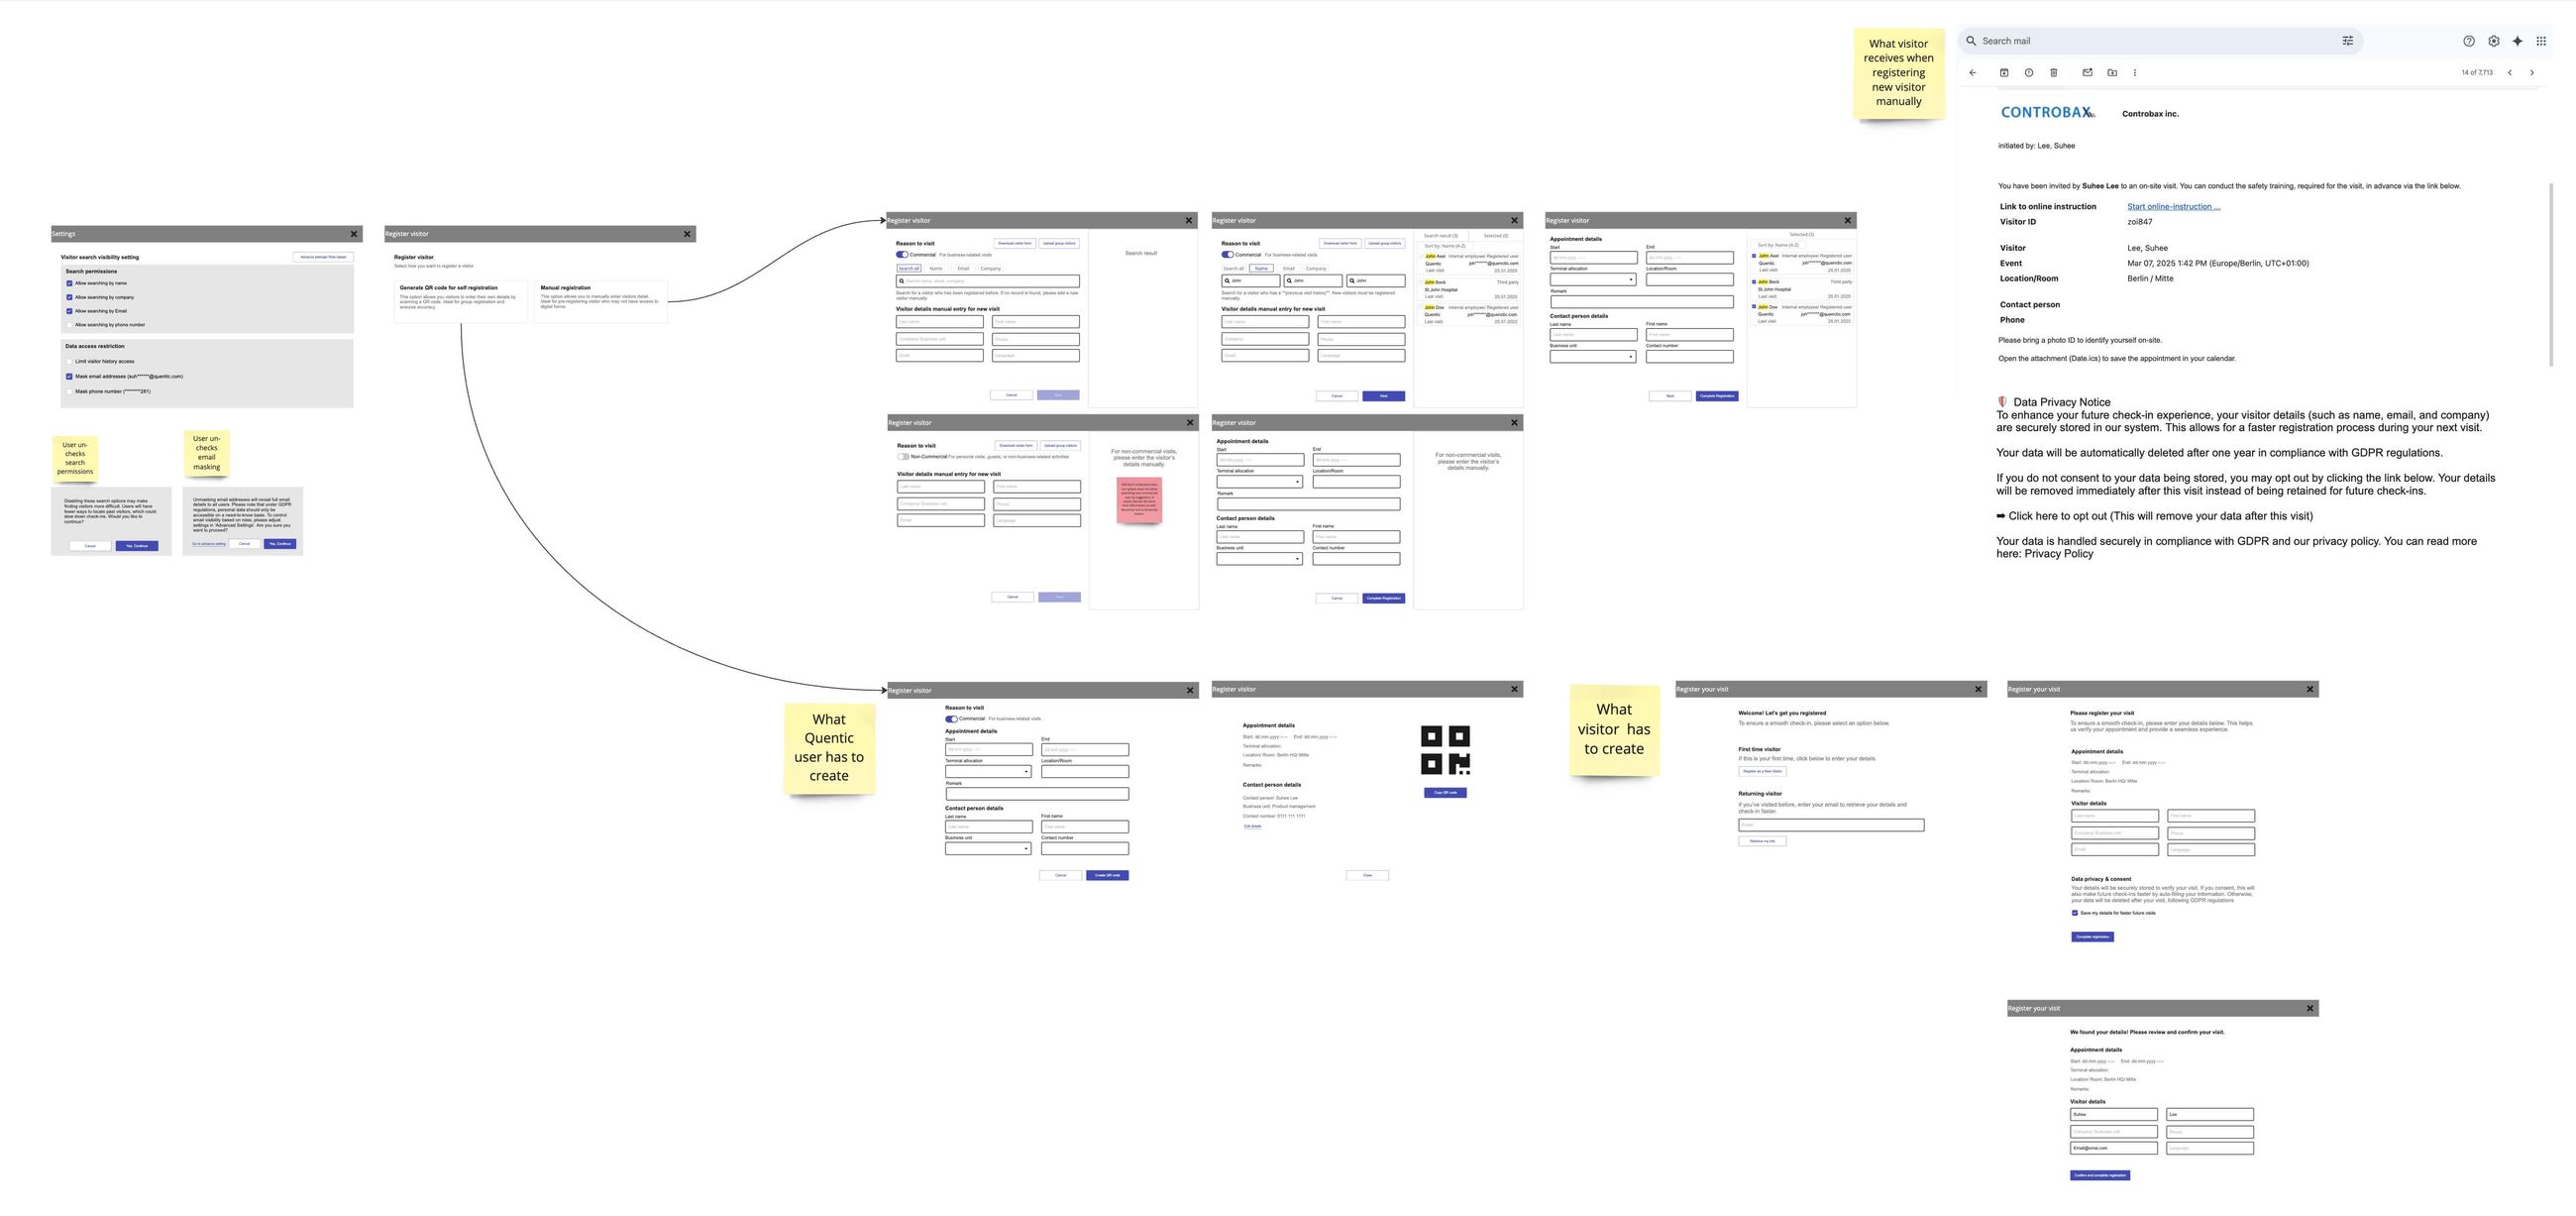 What visitor
receives when
registering
new visitor
manually
Search mail
14 of 7,713
CONTROBAX
Controbax inc.
initiated by: Lee, Suhee
You have been invited by Suhee Lee to an on-site visit. You can conduct the safety training, required for the visit, in advance via the link below.
Link to online instruction
Start online-instruction ...
Visitor ID
zoi847
Visitor
Lee, Suhee
Event
Mar 07, 2025 1:42 PM (Europe/Berlin, UTC+01:00)
Location/Room
Berlin / Mitte
Contact person
Phone
Please bring a photo ID to identify yourself on-site.
Open the attachment (Date.ics) to save the appointment in your calendar.
Data Privacy Notice
To enhance your future check-in experience, your visitor details (such as name, email, and company)
are securely stored in our system. This allows for a faster registration process during your next visit.
Your data will be automatically deleted after one year in compliance with GDPR regulations.
If you do not consent to your data being stored, you may opt out by clicking the link below. Your details
will be removed immediately after this visit instead of being retained for future check-ins.
➡ Click here to opt out (This will remove your data after this visit)
Your data is handled securely in compliance with GDPR and our privacy policy. You can read more
here: Privacy Policy
Settings
Visitor search visibility setting
Search permissions
Allow searching by name
Allow searching by company
Allow searching by Email
Allow searching by phone number
Data access restriction
Limit visitor history access
Mask email addresses (suh******@quentic.com)
Mask phone number (********281)
User un-
checks
search
permissions
User un-
checks
email
masking
Disabling these search options may make
finding visitors more difficult. Users will have
fewer ways to locate past visitors, which could
slow down check-ins. Would you like to
continue?
Cancel
Yes, Continue
Unmasking email addresses will reveal full email
details to all users. Please note that under GDPR
regulations, personal data should only be
accessible on a need-to-know basis. To control
email visibility based on roles, please adjust
settings in 'Advanced Settings'. Are you sure you
want to proceed?
Go to advance setting
Cancel
Yes, Continue
Register visitor
Register visitor
Select how you want to register a visitor
Generate QR code for self registration
This option allows you visitors to enter their own details by
scanning a QR code. Ideal for group registration and
ensures accuracy.
Manual registration
This option allows you to manually enter visitors detail.
Ideal for pre-registering visitor who may not have access to
digital forms
Register visitor
Reason to visit
Download visitor form
Upload group visitors
Commercial For business-related visits
Search all
Name
Email
Company
Search name, email, company
Search for a visitor who has been registered before. If no record is found, please add a new
visitor manually
Visitor details manual entry for new visit
Last name
First name
Company/ Business unit
Phone
Email
Language
Cancel
Next
Search result
Register visitor
Reason to visit
Download visitor form
Upload group visitors
Commercial For business-related visits
Search all
Name
Email
Company
John
John
John
Search for a visitor who has a **previous visit history**. New visitors must be registered
manually.
Visitor details manual entry for new visit
Last name
First name
Company
Phone
Email
Language
Cancel
Next
Search result (3)
Selected (0)
Sort by: Name (A-Z)
John Axel Internal employee/ Registered user
Quentic joh*******@quenctic.com
Last visit: 25.01.2025
John Beck Third party
St.John Hospital
Last visit: 25.01.2025
John Doe Internal employee/ Registered user
Quentic joh*******@quenctic.com
Last visit: 25.01.2022
Register visitor
Appointment details
Start
End
Terminal allocation
Location/Room
Remark
Contact person details
Last name
First name
Last name
First name
Business unit
Contact number
Complete Registration
Selected (3)
Sort by: Name (A-Z)
John Axel Internal employee/ Registered user
Quentic joh*******@quenctic.com
Last visit: 25.01.2025
John Beck Third party
St.John Hospital
Last visit: 25.01.2025
John Doe Internal employee/ Registered user
Quentic joh*******@quenctic.com
Last visit: 25.01.2022
Register visitor
Reason to visit
Download visitor form
Upload group visitors
Non-Commercial For personal visits, guests, or non-business-related activities
Visitor details manual entry for new visit
Last name
First name
Company/ Business unit
Phone
Email
Language
Cancel
Next
For non-commercial visits,
please enter the visitor's
details manually.
Register visitor
Appointment details
Start
End
Terminal allocation
Location/Room
Remark
Contact person details
Last name
First name
Last name
First name
Business unit
Contact number
Cancel
Complete Registration
For non-commercial visits,
please enter the visitor's
details manually.
What
Quentic
user has to
create
Register visitor
Reason to visit
Commercial For business-related visits
Appointment details
Start
End
Terminal allocation
Location/Room
Remark
Contact person details
Last name
First name
Last name
First name
Business unit
Contact number
Cancel
Create QR code
Register visitor
Appointment details
Start: dd.mm.yyyy --:-- End: dd.mm.yyyy --:--
Terminal allocation:
Location/ Room: Berlin HQ/ Mitte
Remarks:
Contact person details
Contact person: Suhee Lee
Business unit: Product management
Contact number: 0111 111 1111
Edit details
Copy QR code
Close
What
visitor has
to create
Register your visit
Welcome! Let's get you registered
To ensure a smooth check-in, please select an option below.
First time visitor
If this is your first time, click below to enter your details
Register as a New Visitor
Returning visitor
If you've visited before, enter your email to retrieve your details and
check-in faster.
Email
Retrieve my info
Register your visit
Please register your visit
To ensure a smooth check-in, please enter your details below. This helps
us verify your appointment and provide a seamless experience.
Appointment details
Start: dd.mm.yyyy --:-- End: dd.mm.yyyy --:--
Terminal allocation:
Location/ Room: Berlin HQ/ Mitte
Remarks:
Visitor details
Last name
First name
Company/ Business unit
Phone
Email
Language
Data privacy & consent
Your details will be securely stored to verify your visit. If you consent, this will
also make future check-ins faster by auto-filling your information. Otherwise,
your data will be deleted after your visit, following GDPR regulations
Save my details for faster future visits
Complete registration
Register your visit
We found your details! Please review and confirm your visit.
Appointment details
Start: dd.mm.yyyy --:-- End: dd.mm.yyyy --:--
Terminal allocation:
Location/ Room: Berlin HQ/ Mitte
Remarks:
Visitor details
Suhee
Lee
Company/ Business unit
Phone
Email@emai.com
Language
Confirm and complete registration